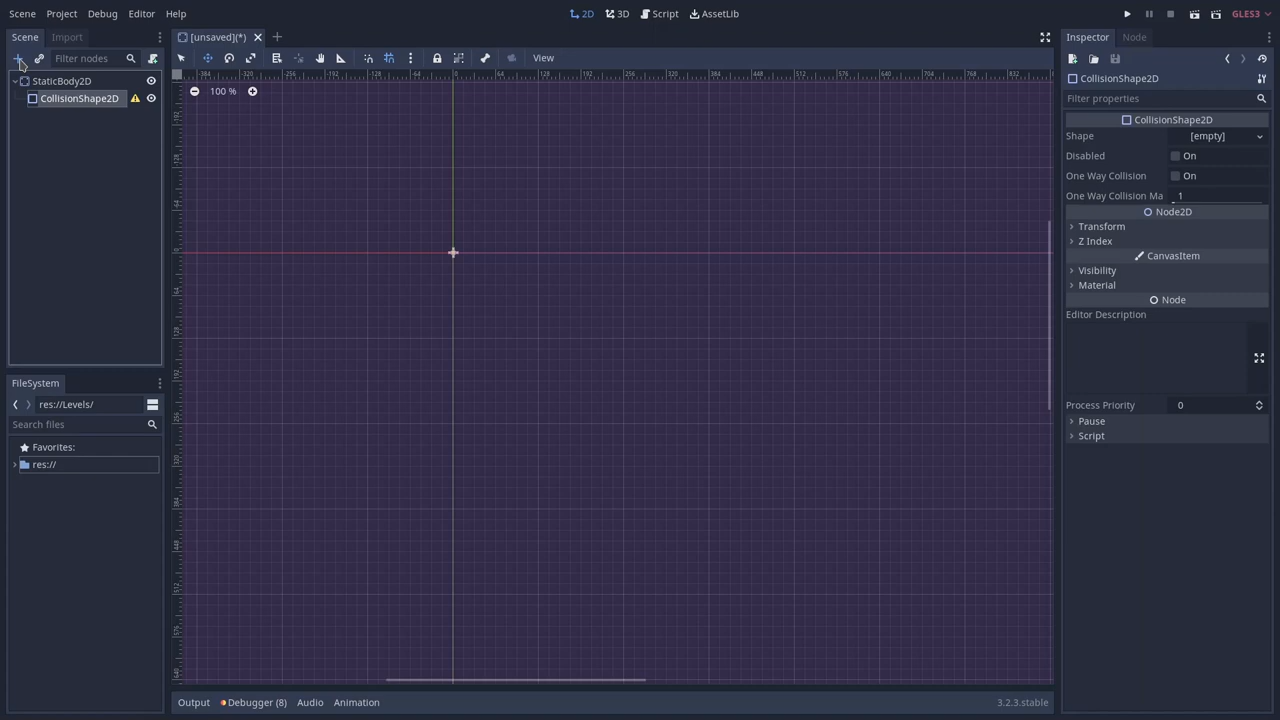 Scene Project Debug Editor Help 2D 3D Script AssetLib GLES3
Scene Import [unsaved](*) Inspector Node
Filter nodes View CollisionShape2D
StaticBody2D
CollisionShape2D
100 %
Filter properties
CollisionShape2D
Shape [empty]
Disabled On
One Way Collision On
One Way Collision Ma 1
Node2D
Transform
Z Index
CanvasItem
Visibility
Material
Node
Editor Description
Process Priority 0
Pause
Script
FileSystem
res://Levels/
Search files
Favorites:
res://
Output Debugger (8) Audio Animation 3.2.3.stable